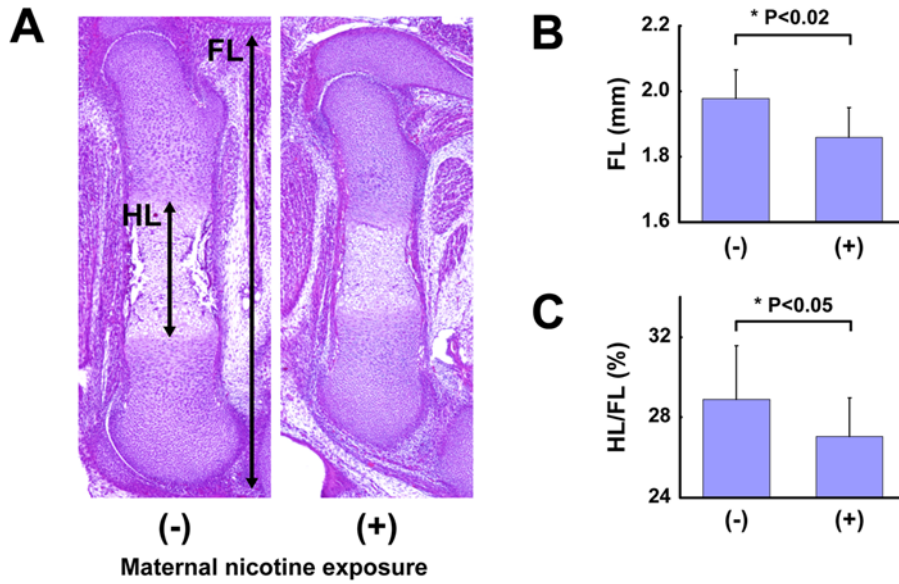 A
FL
HL
(-)
(+)
Maternal nicotine exposure
B
* P<0.02
FL (mm)
2.2
2.0
1.8
1.6
(-)
(+)
C
* P<0.05
HL/FL (%)
32
28
24
(-)
(+)